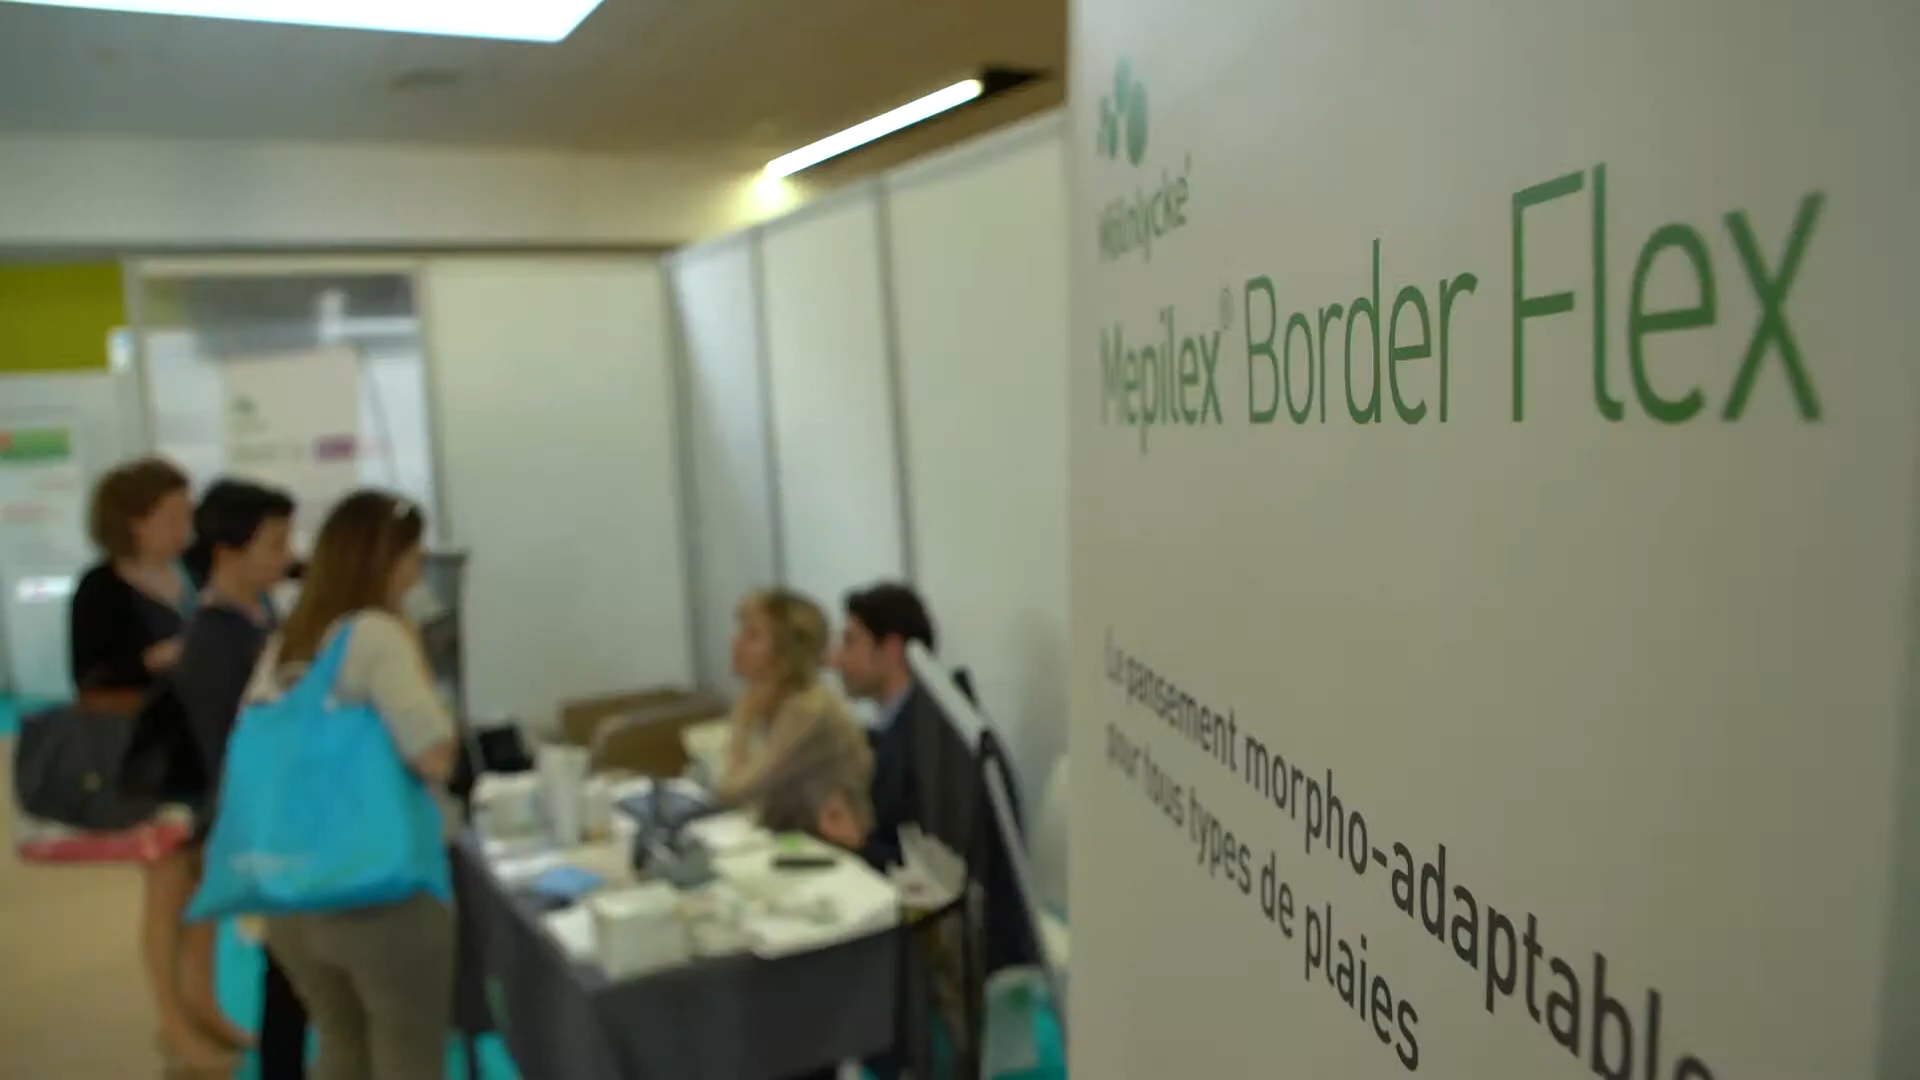 Mölnlycke®
Mepilex® Border Flex
Le pansement morpho-adaptable
pour tous types de plaies